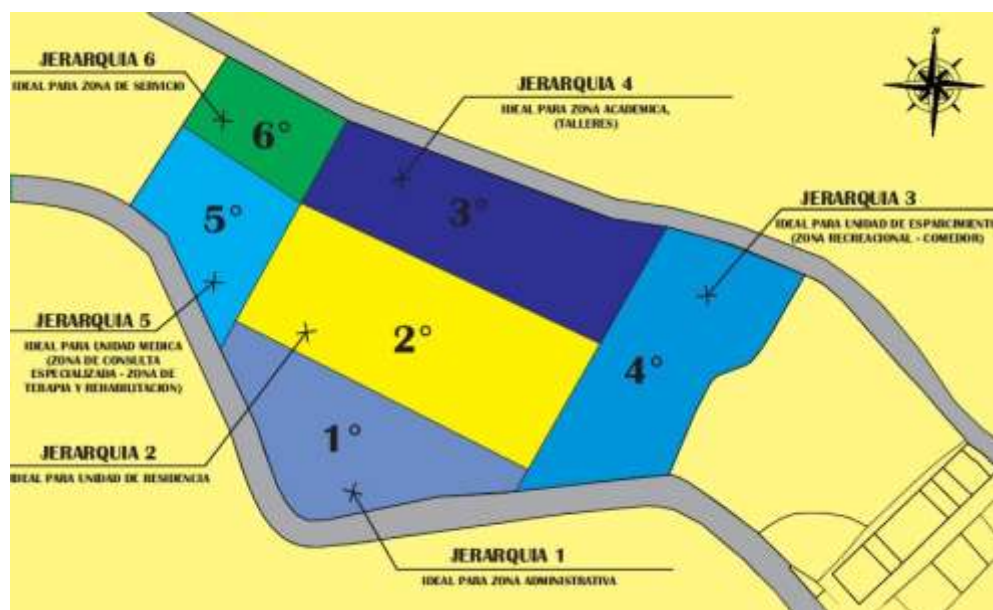 N
JERARQUIA 6
IDEAL PARA ZONA DE SERVICIO
JERARQUIA 4
IDEAL PARA ZONA ACADEMICA,
(TALLERES)
6°
3°
5°
JERARQUIA 3
IDEAL PARA UNIDAD DE ESPARCIMIENTO
(ZONA RECREACIONAL - COMEDOR)
JERARQUIA 5
IDEAL PARA UNIDAD MEDICA
(ZONA DE CONSULTA
ESPECIALIZADA - ZONA DE
TERAPIA Y REHABILITACION)
2°
4°
1°
JERARQUIA 2
IDEAL PARA UNIDAD DE RESIDENCIA
JERARQUIA 1
IDEAL PARA ZONA ADMINISTRATIVA